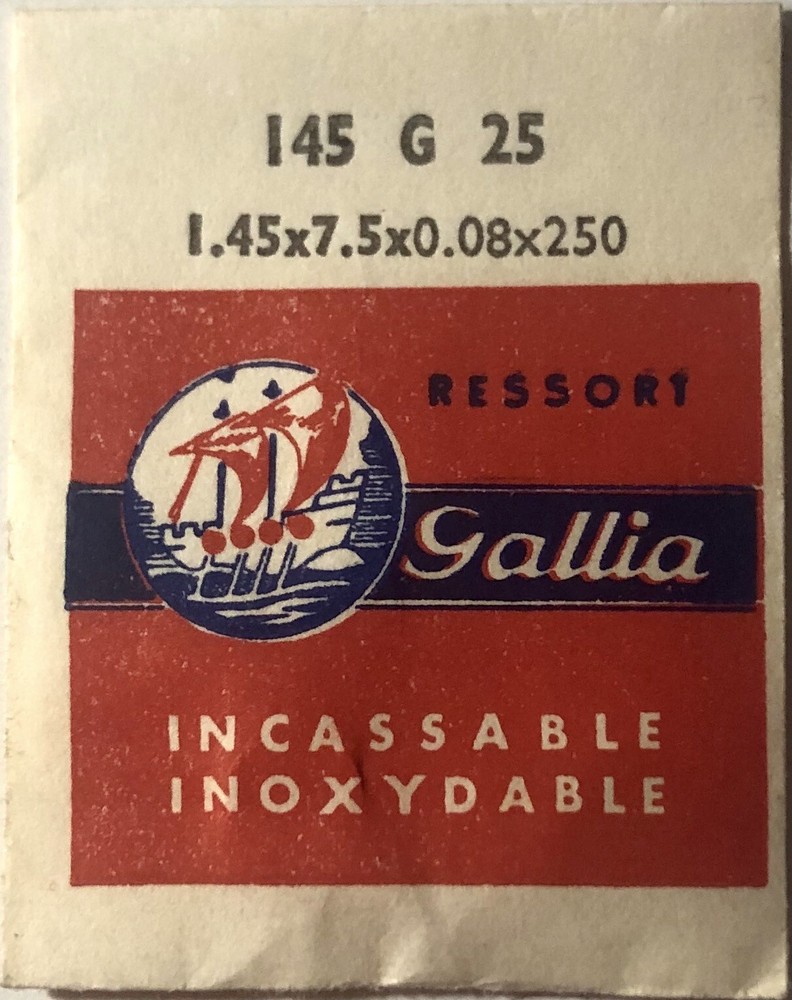 145 G 25
1.45x7.5x0.08x250
RESSORT
Gallia
INCASSABLE
INOXYDABLE